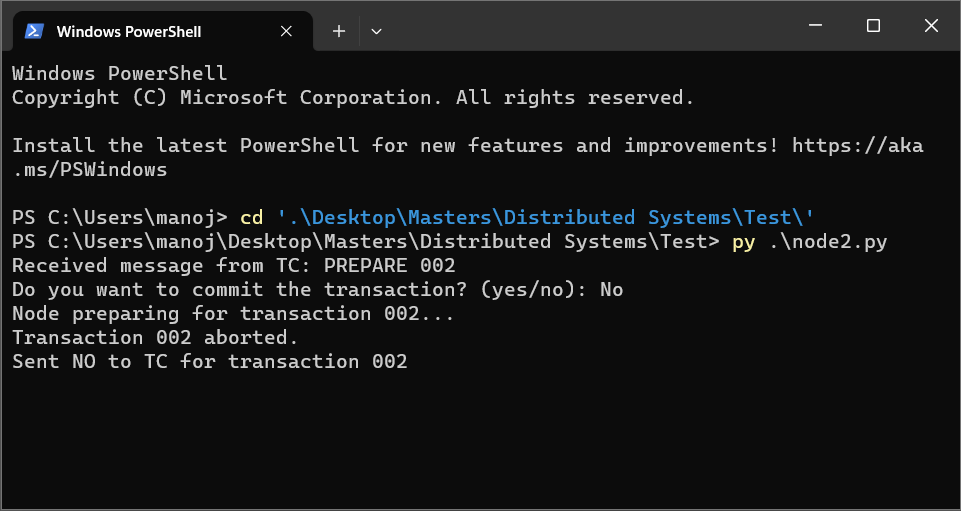 Windows PowerShell
Windows PowerShell
Copyright (C) Microsoft Corporation. All rights reserved.
Install the latest PowerShell for new features and improvements! https://aka
.ms/PSWindows
PS C:\Users\manoj> cd '.\Desktop\Masters\Distributed Systems\Test\'
PS C:\Users\manoj\Desktop\Masters\Distributed Systems\Test> py .\node2.py
Received message from TC: PREPARE 002
Do you want to commit the transaction? (yes/no): No
Node preparing for transaction 002...
Transaction 002 aborted.
Sent NO to TC for transaction 002